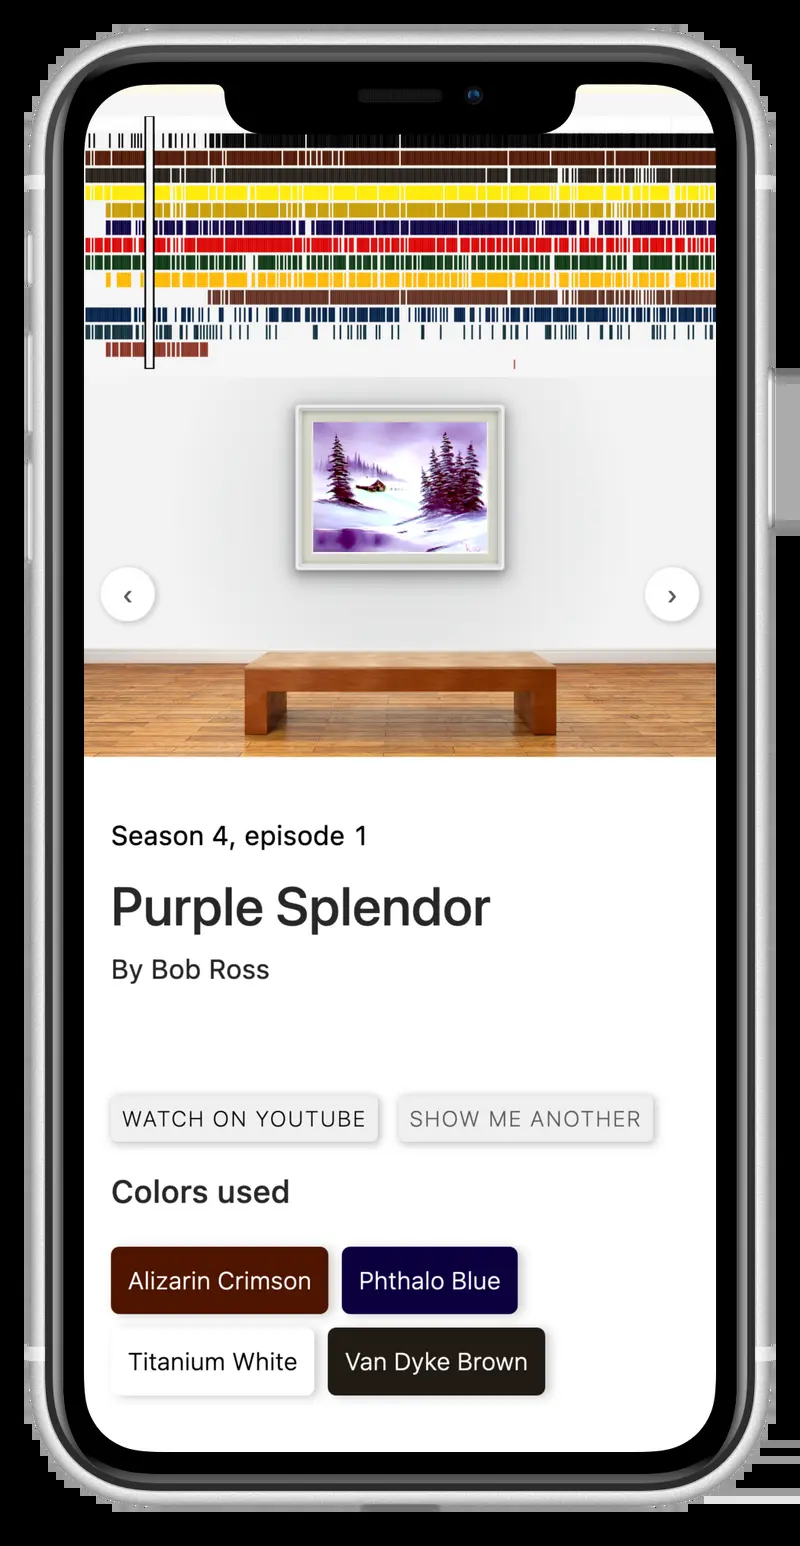 ‹
›
Season 4, episode 1
Purple Splendor
By Bob Ross
WATCH ON YOUTUBE
SHOW ME ANOTHER
Colors used
Alizarin Crimson
Phthalo Blue
Titanium White
Van Dyke Brown